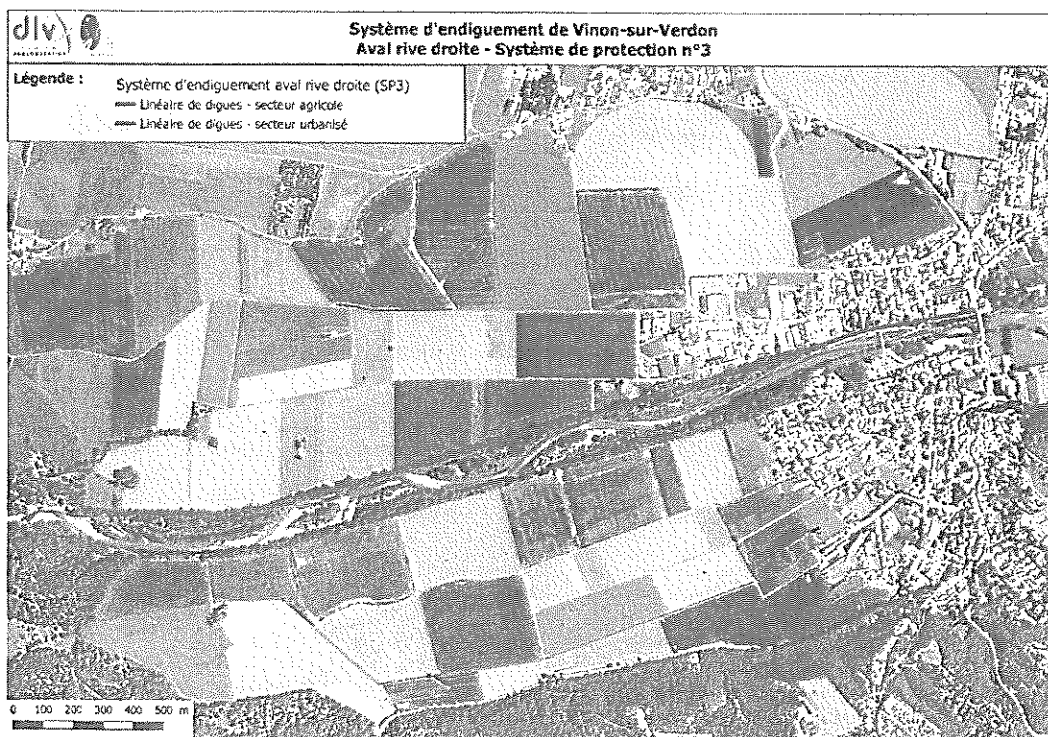 Système d'endiguement de Vinon-sur-Verdon
Aval rive droite - Système de protection n°3
dlv
AGGLOMÉRATION
Légende :
Système d'endiguement aval rive droite (SP3)
Linéaire de digues - secteur agricole
Linéaire de digues - secteur urbanisé
0 100 200 300 400 500 m